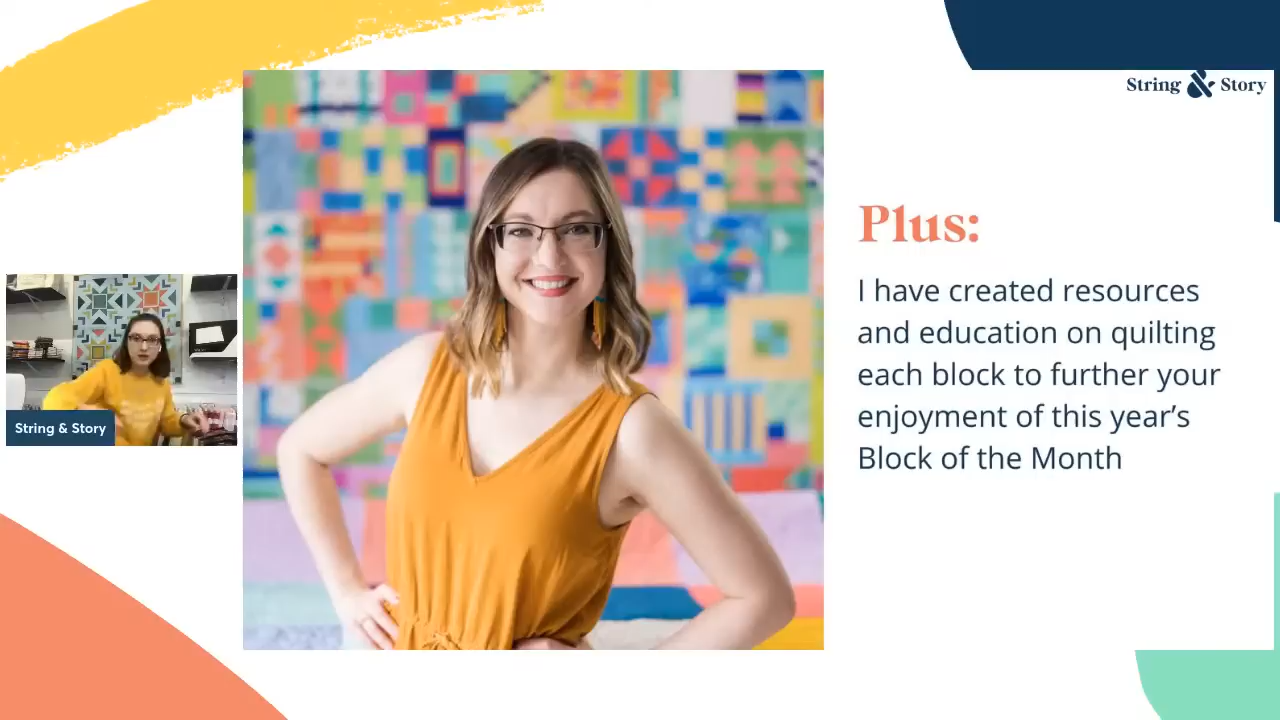 String & Story
Plus:
I have created resources
and education on quilting
each block to further your
enjoyment of this year’s
Block of the Month
String & Story